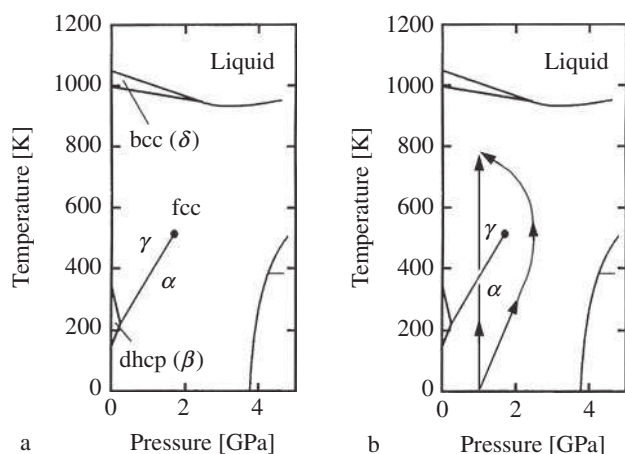 1200
Liquid
1000
bcc (δ)
800
600
fcc
γ
400
α
200
dhcp (β)
0
0 2 4
Temperature [K]
Pressure [GPa]
a
1200
Liquid
1000
800
600
γ
400
α
200
0
0 2 4
Temperature [K]
Pressure [GPa]
b